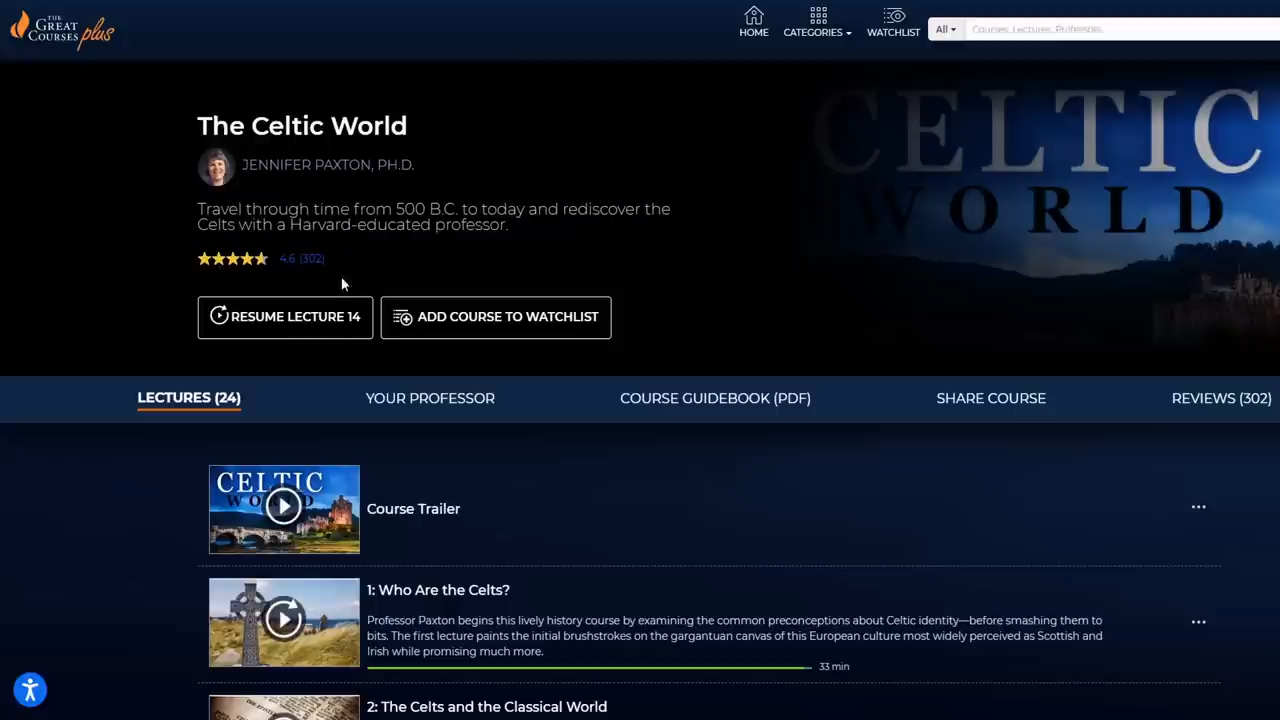 THE
GREAT
COURSES plus
HOME
CATEGORIES
WATCHLIST
All
Courses, Lectures, Professors,
CELTIC
WORLD
The Celtic World
JENNIFER PAXTON, PH.D.
Travel through time from 500 B.C. to today and rediscover the
Celts with a Harvard-educated professor.
4.6 (302)
RESUME LECTURE 14
ADD COURSE TO WATCHLIST
LECTURES (24)
YOUR PROFESSOR
COURSE GUIDEBOOK (PDF)
SHARE COURSE
REVIEWS (302)
CELTIC
Course Trailer
1: Who Are the Celts?
Professor Paxton begins this lively history course by examining the common preconceptions about Celtic identity—before smashing them to
bits. The first lecture paints the initial brushstrokes on the gargantuan canvas of this European culture most widely perceived as Scottish and
Irish while promising much more.
33 min
2: The Celts and the Classical World